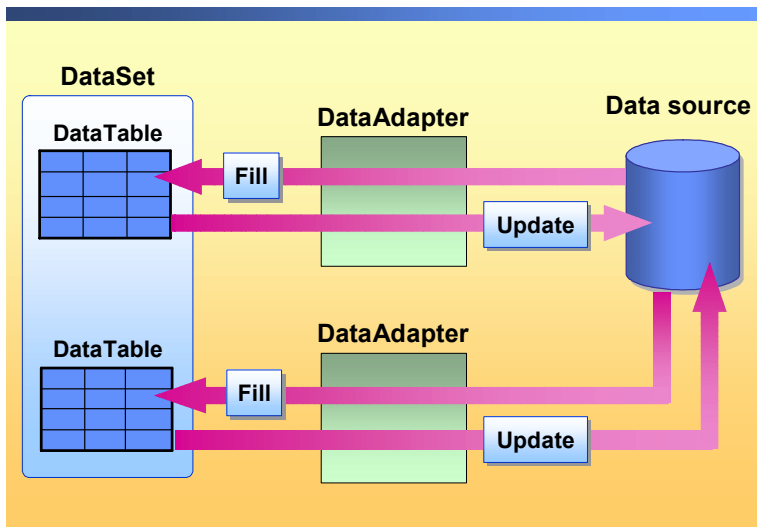 DataSet
DataTable
DataAdapter
Data source
Fill
Update
DataTable
DataAdapter
Fill
Update